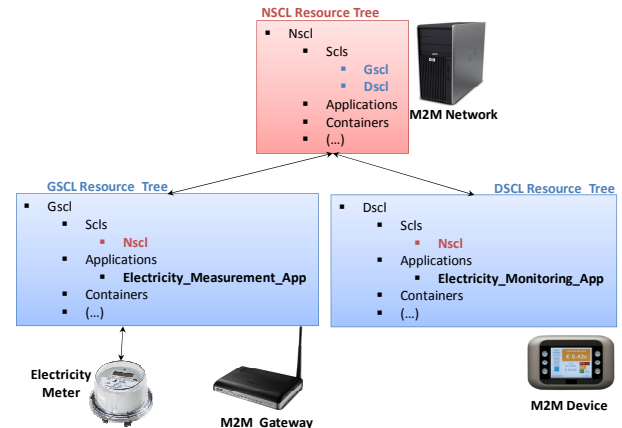 NSCL Resource Tree
Nscl
Scls
Gscl
Dscl
Applications
Containers
(...)
M2M Network
GSCL Resource Tree
Gscl
Scls
Nscl
Applications
Electricity_Measurement_App
Containers
(...)
DSCL Resource Tree
Dscl
Scls
Nscl
Applications
Electricity_Monitoring_App
Containers
(...)
Electricity
Meter
M2M Gateway
M2M Device